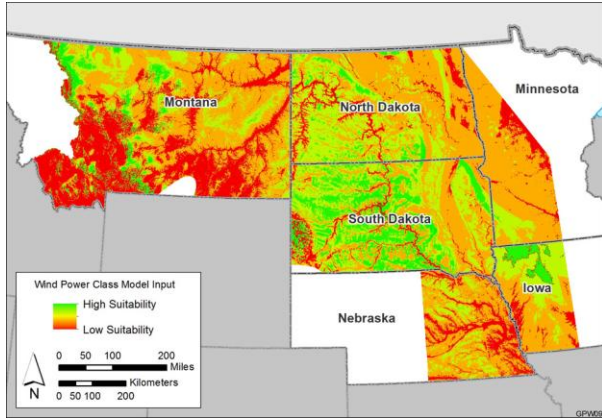 Montana
North Dakota
Minnesota
South Dakota
Iowa
Nebraska
Wind Power Class Model Input
High Suitability
Low Suitability
0 50 100 200
Miles
Kilometers
0 50 100 200
N
GPW09